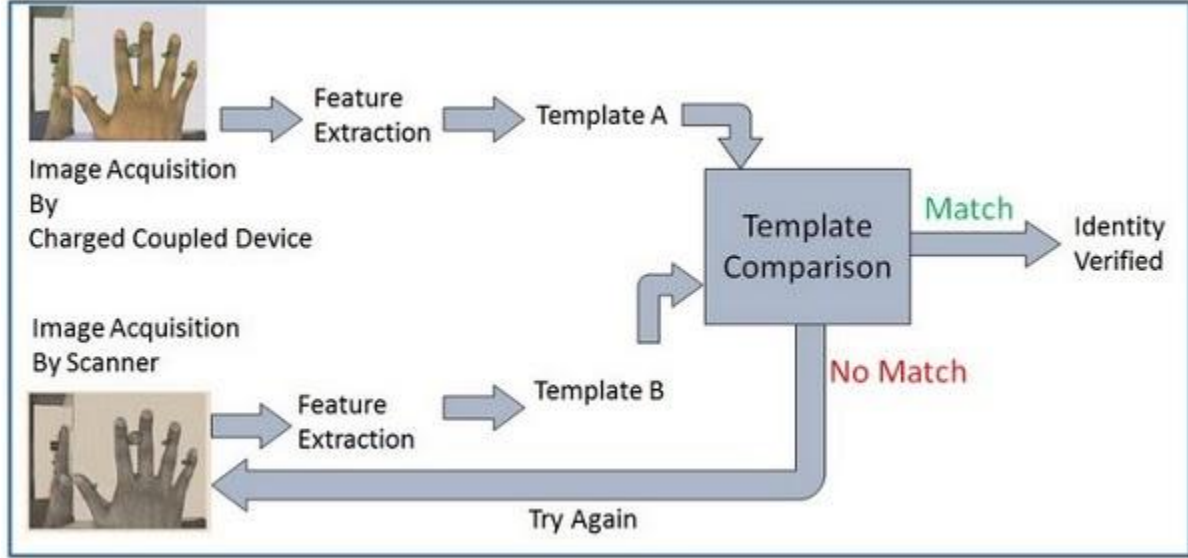 Feature
Extraction
Template A
Image Acquisition
By
Charged Coupled Device
Template
Comparison
Match
Identity
Verified
Image Acquisition
By Scanner
No Match
Feature
Extraction
Template B
Try Again